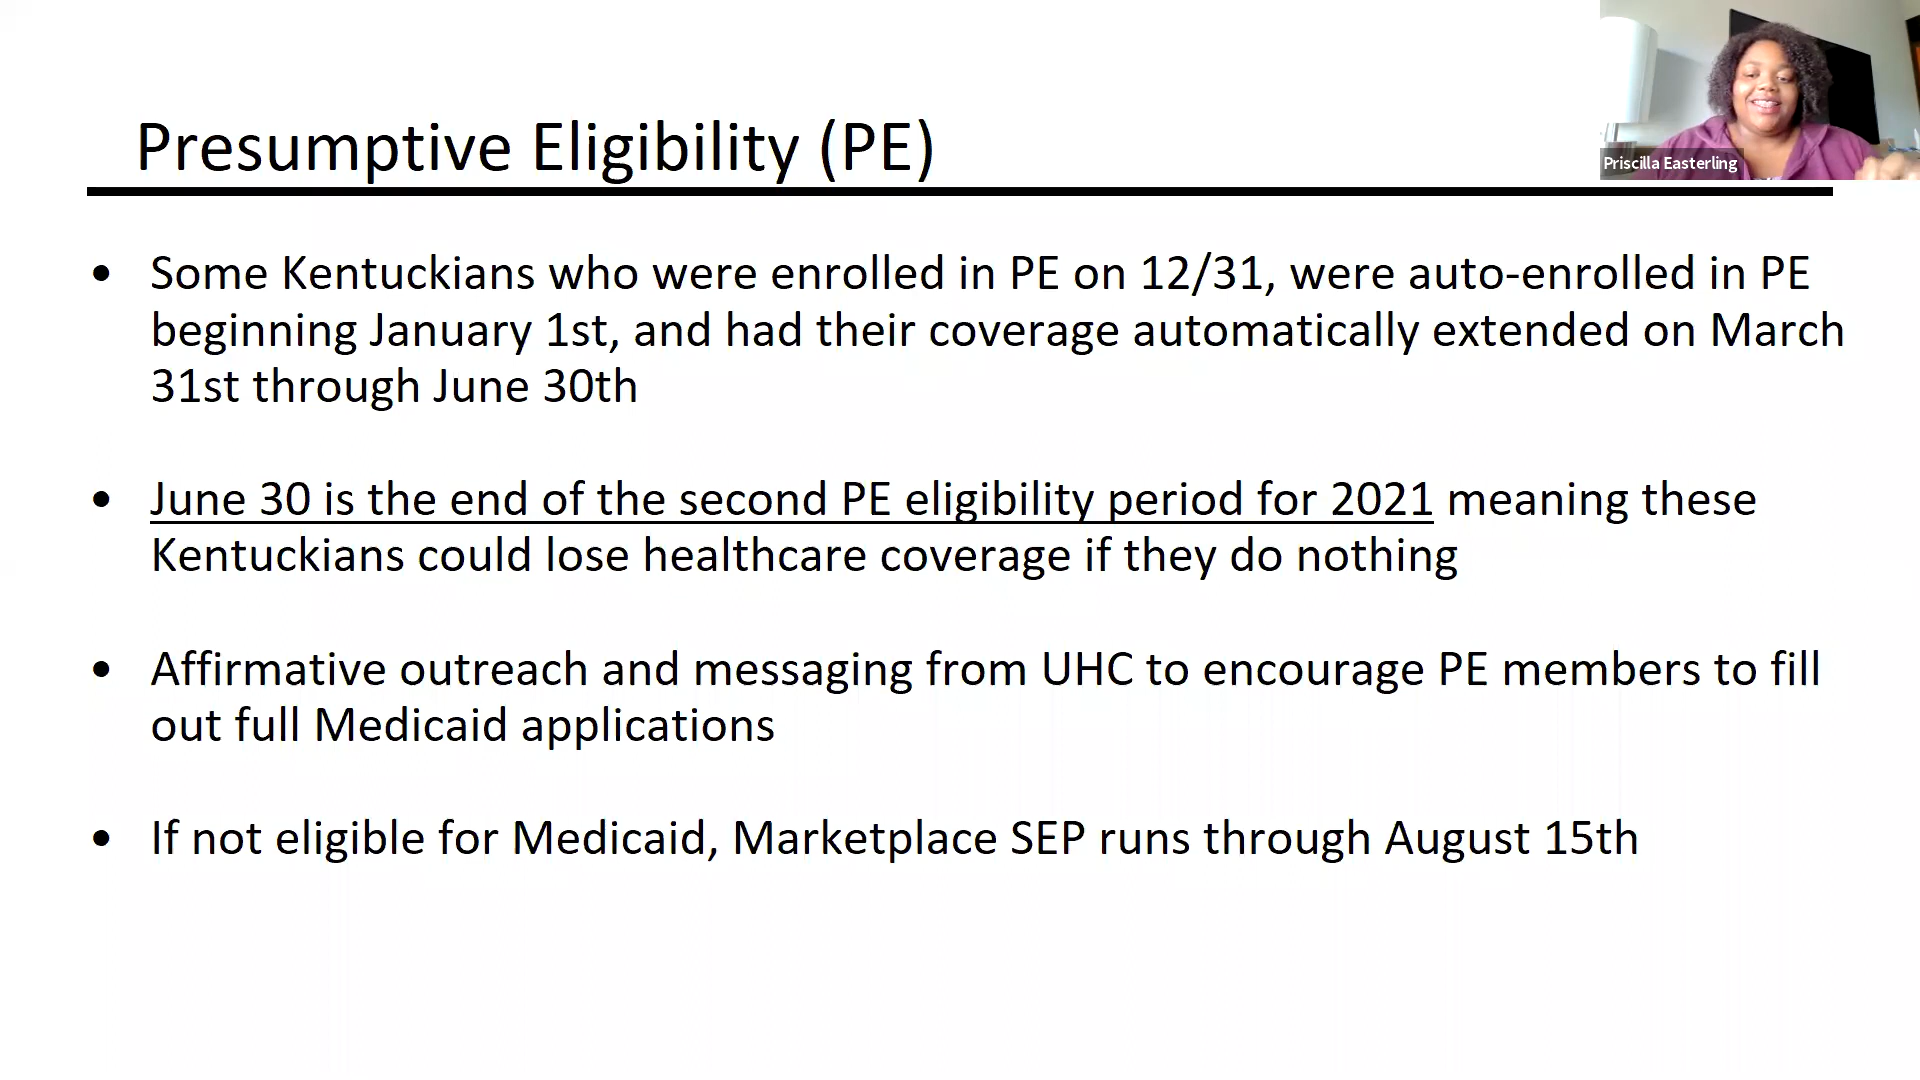 Presumptive Eligibility (PE)
Priscilla Easterling
• Some Kentuckians who were enrolled in PE on 12/31, were auto-enrolled in PE
beginning January 1st, and had their coverage automatically extended on March
31st through June 30th
• June 30 is the end of the second PE eligibility period for 2021 meaning these
Kentuckians could lose healthcare coverage if they do nothing
• Affirmative outreach and messaging from UHC to encourage PE members to fill
out full Medicaid applications
• If not eligible for Medicaid, Marketplace SEP runs through August 15th